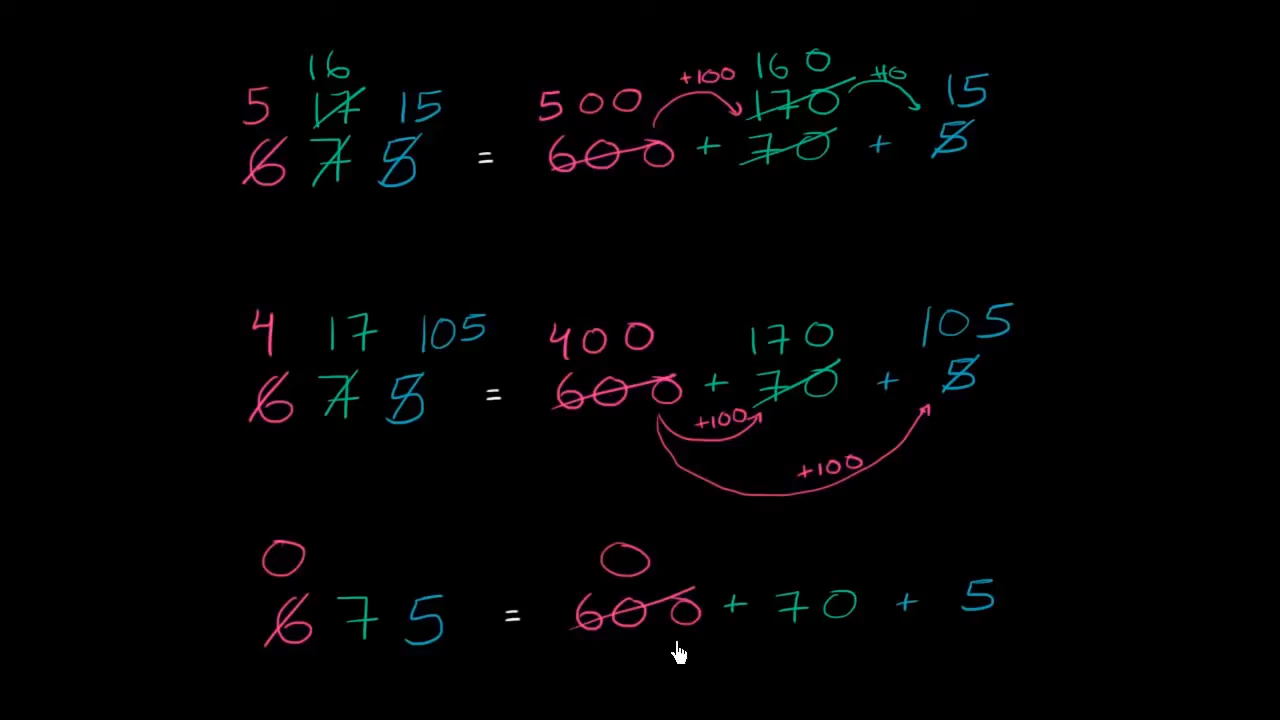 16 160
5 17 15 500 +100 170 +10 15
6 7 5 = 600 + 70 + 5
4 17 105 400 170 105
6 7 5 = 600 + 70 + 5
+100
+100
0 0
6 7 5 = 600 + 70 + 5